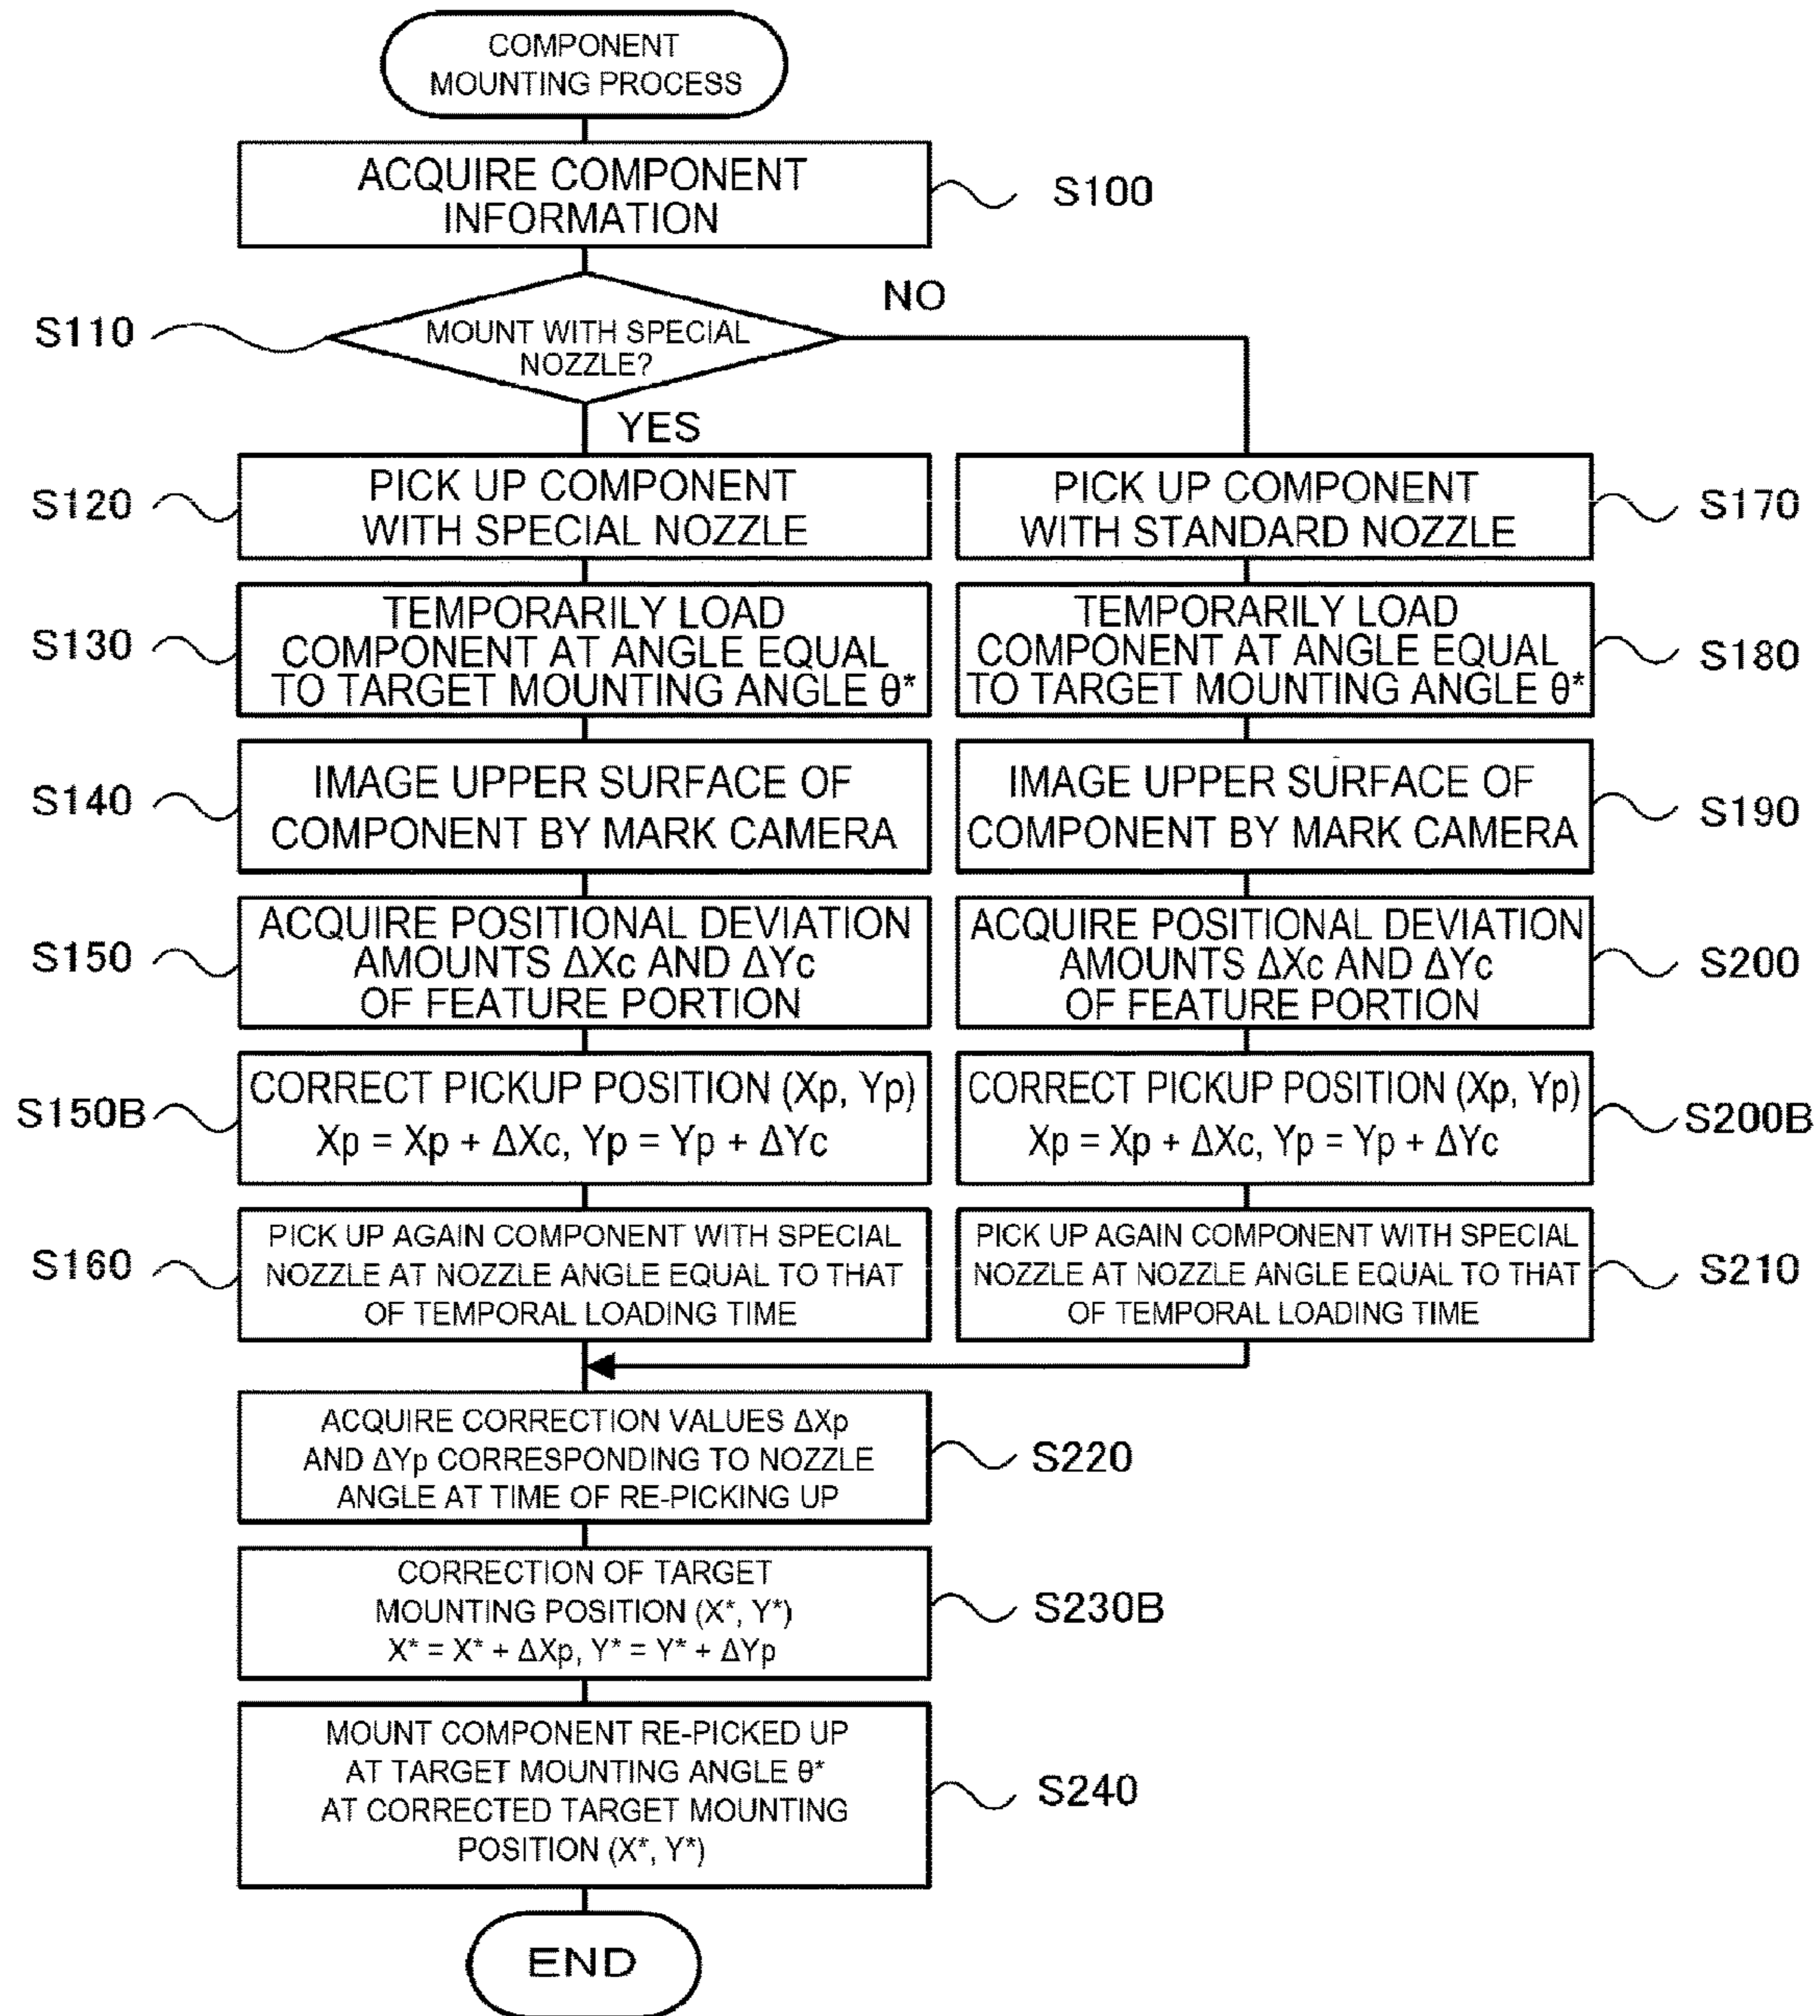 COMPONENT
MOUNTING PROCESS
ACQUIRE COMPONENT
INFORMATION
S100
S110
MOUNT WITH SPECIAL
NOZZLE?
NO
YES
S120
PICK UP COMPONENT
WITH SPECIAL NOZZLE
PICK UP COMPONENT
WITH STANDARD NOZZLE
S170
S130
TEMPORARILY LOAD
COMPONENT AT ANGLE EQUAL
TO TARGET MOUNTING ANGLE θ*
TEMPORARILY LOAD
COMPONENT AT ANGLE EQUAL
TO TARGET MOUNTING ANGLE θ*
S180
S140
IMAGE UPPER SURFACE OF
COMPONENT BY MARK CAMERA
IMAGE UPPER SURFACE OF
COMPONENT BY MARK CAMERA
S190
S150
ACQUIRE POSITIONAL DEVIATION
AMOUNTS ΔXc AND ΔYc
OF FEATURE PORTION
ACQUIRE POSITIONAL DEVIATION
AMOUNTS ΔXc AND ΔYc
OF FEATURE PORTION
S200
S150B
CORRECT PICKUP POSITION (Xp, Yp)
Xp = Xp + ΔXc, Yp = Yp + ΔYc
CORRECT PICKUP POSITION (Xp, Yp)
Xp = Xp + ΔXc, Yp = Yp + ΔYc
S200B
S160
PICK UP AGAIN COMPONENT WITH SPECIAL
NOZZLE AT NOZZLE ANGLE EQUAL TO THAT
OF TEMPORAL LOADING TIME
PICK UP AGAIN COMPONENT WITH SPECIAL
NOZZLE AT NOZZLE ANGLE EQUAL TO THAT
OF TEMPORAL LOADING TIME
S210
ACQUIRE CORRECTION VALUES ΔXp
AND ΔYp CORRESPONDING TO NOZZLE
ANGLE AT TIME OF RE-PICKING UP
S220
CORRECTION OF TARGET
MOUNTING POSITION (X*, Y*)
X* = X* + ΔXp, Y* = Y* + ΔYp
S230B
MOUNT COMPONENT RE-PICKED UP
AT TARGET MOUNTING ANGLE θ*
AT CORRECTED TARGET MOUNTING
POSITION (X*, Y*)
S240
END